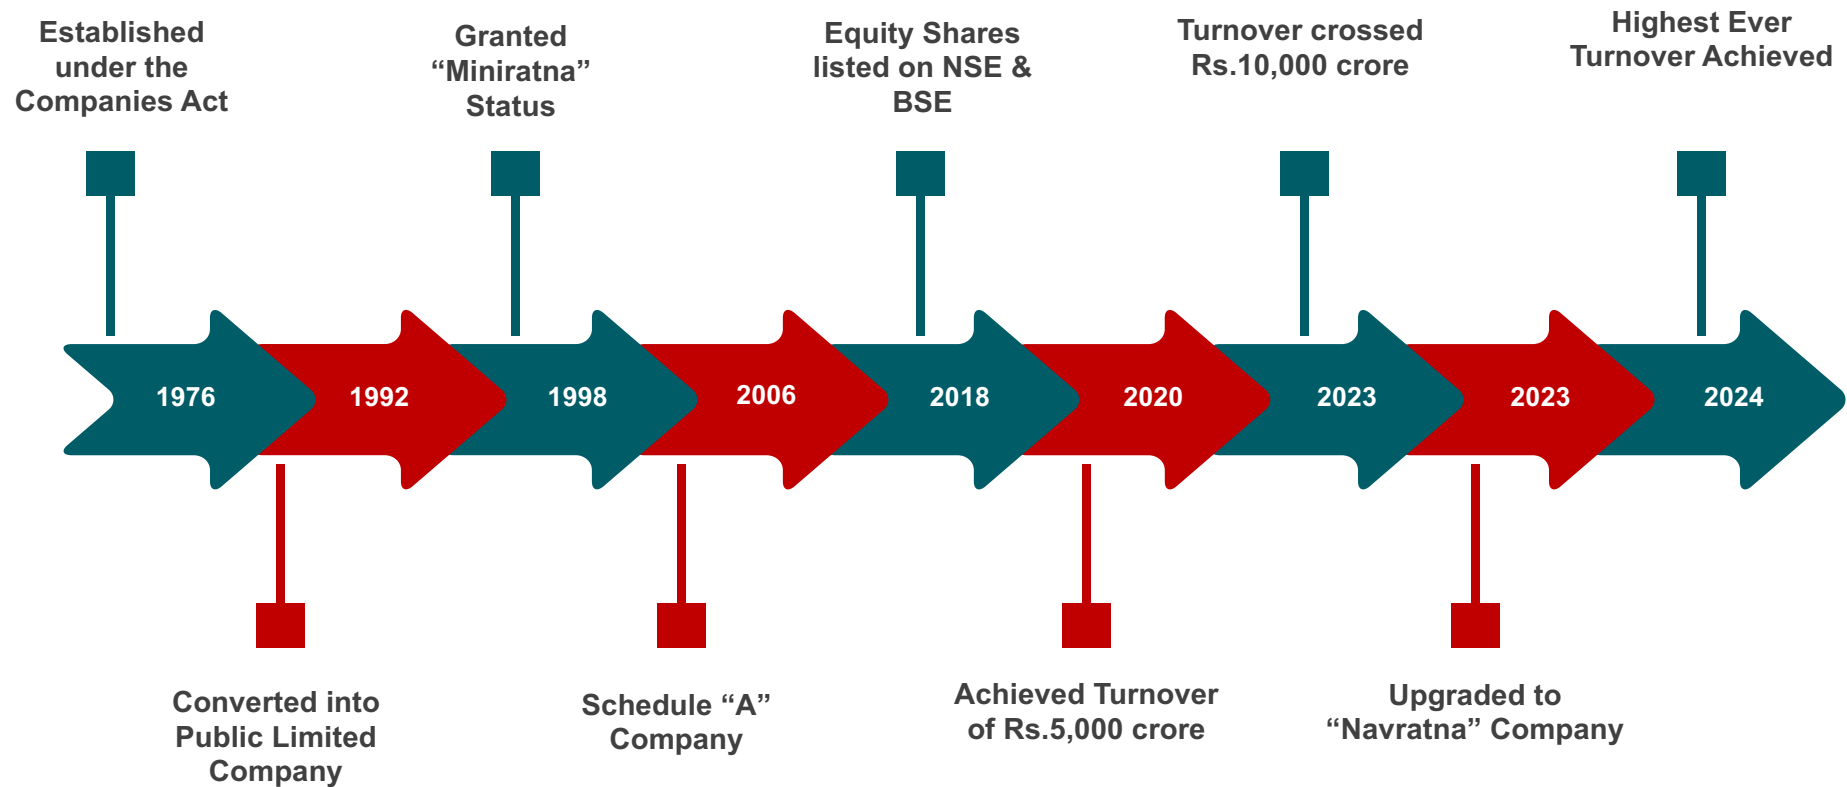 Established
under the
Companies Act
Granted
“Miniratna”
Status
Equity Shares
listed on NSE &
BSE
Turnover crossed
Rs.10,000 crore
Highest Ever
Turnover Achieved
1976
1992
1998
2006
2018
2020
2023
2023
2024
Converted into
Public Limited
Company
Schedule “A”
Company
Achieved Turnover
of Rs.5,000 crore
Upgraded to
“Navratna” Company